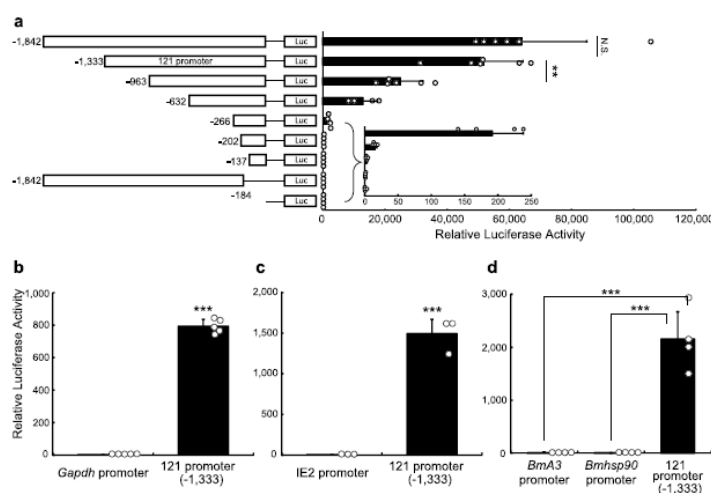 a
-1,842 Luc
-1,333 121 promoter Luc
-963 Luc
-632 Luc
-266 Luc
-202 Luc
-137 Luc
-1,842 Luc
-184 Luc
N.S
**
0 50 100 150 200 250
0 20,000 40,000 60,000 80,000 100,000 120,000
Relative Luciferase Activity
b
Relative Luciferase Activity
1,000
800
600
400
200
0
***
Gapdh promoter
121 promoter
(-1,333)
c
2,000
1,500
1,000
500
0
***
IE2 promoter
121 promoter
(-1,333)
d
3,000
2,000
1,000
0
***
***
BmA3
promoter
Bmhsp90
promoter
121
promoter
(-1,333)